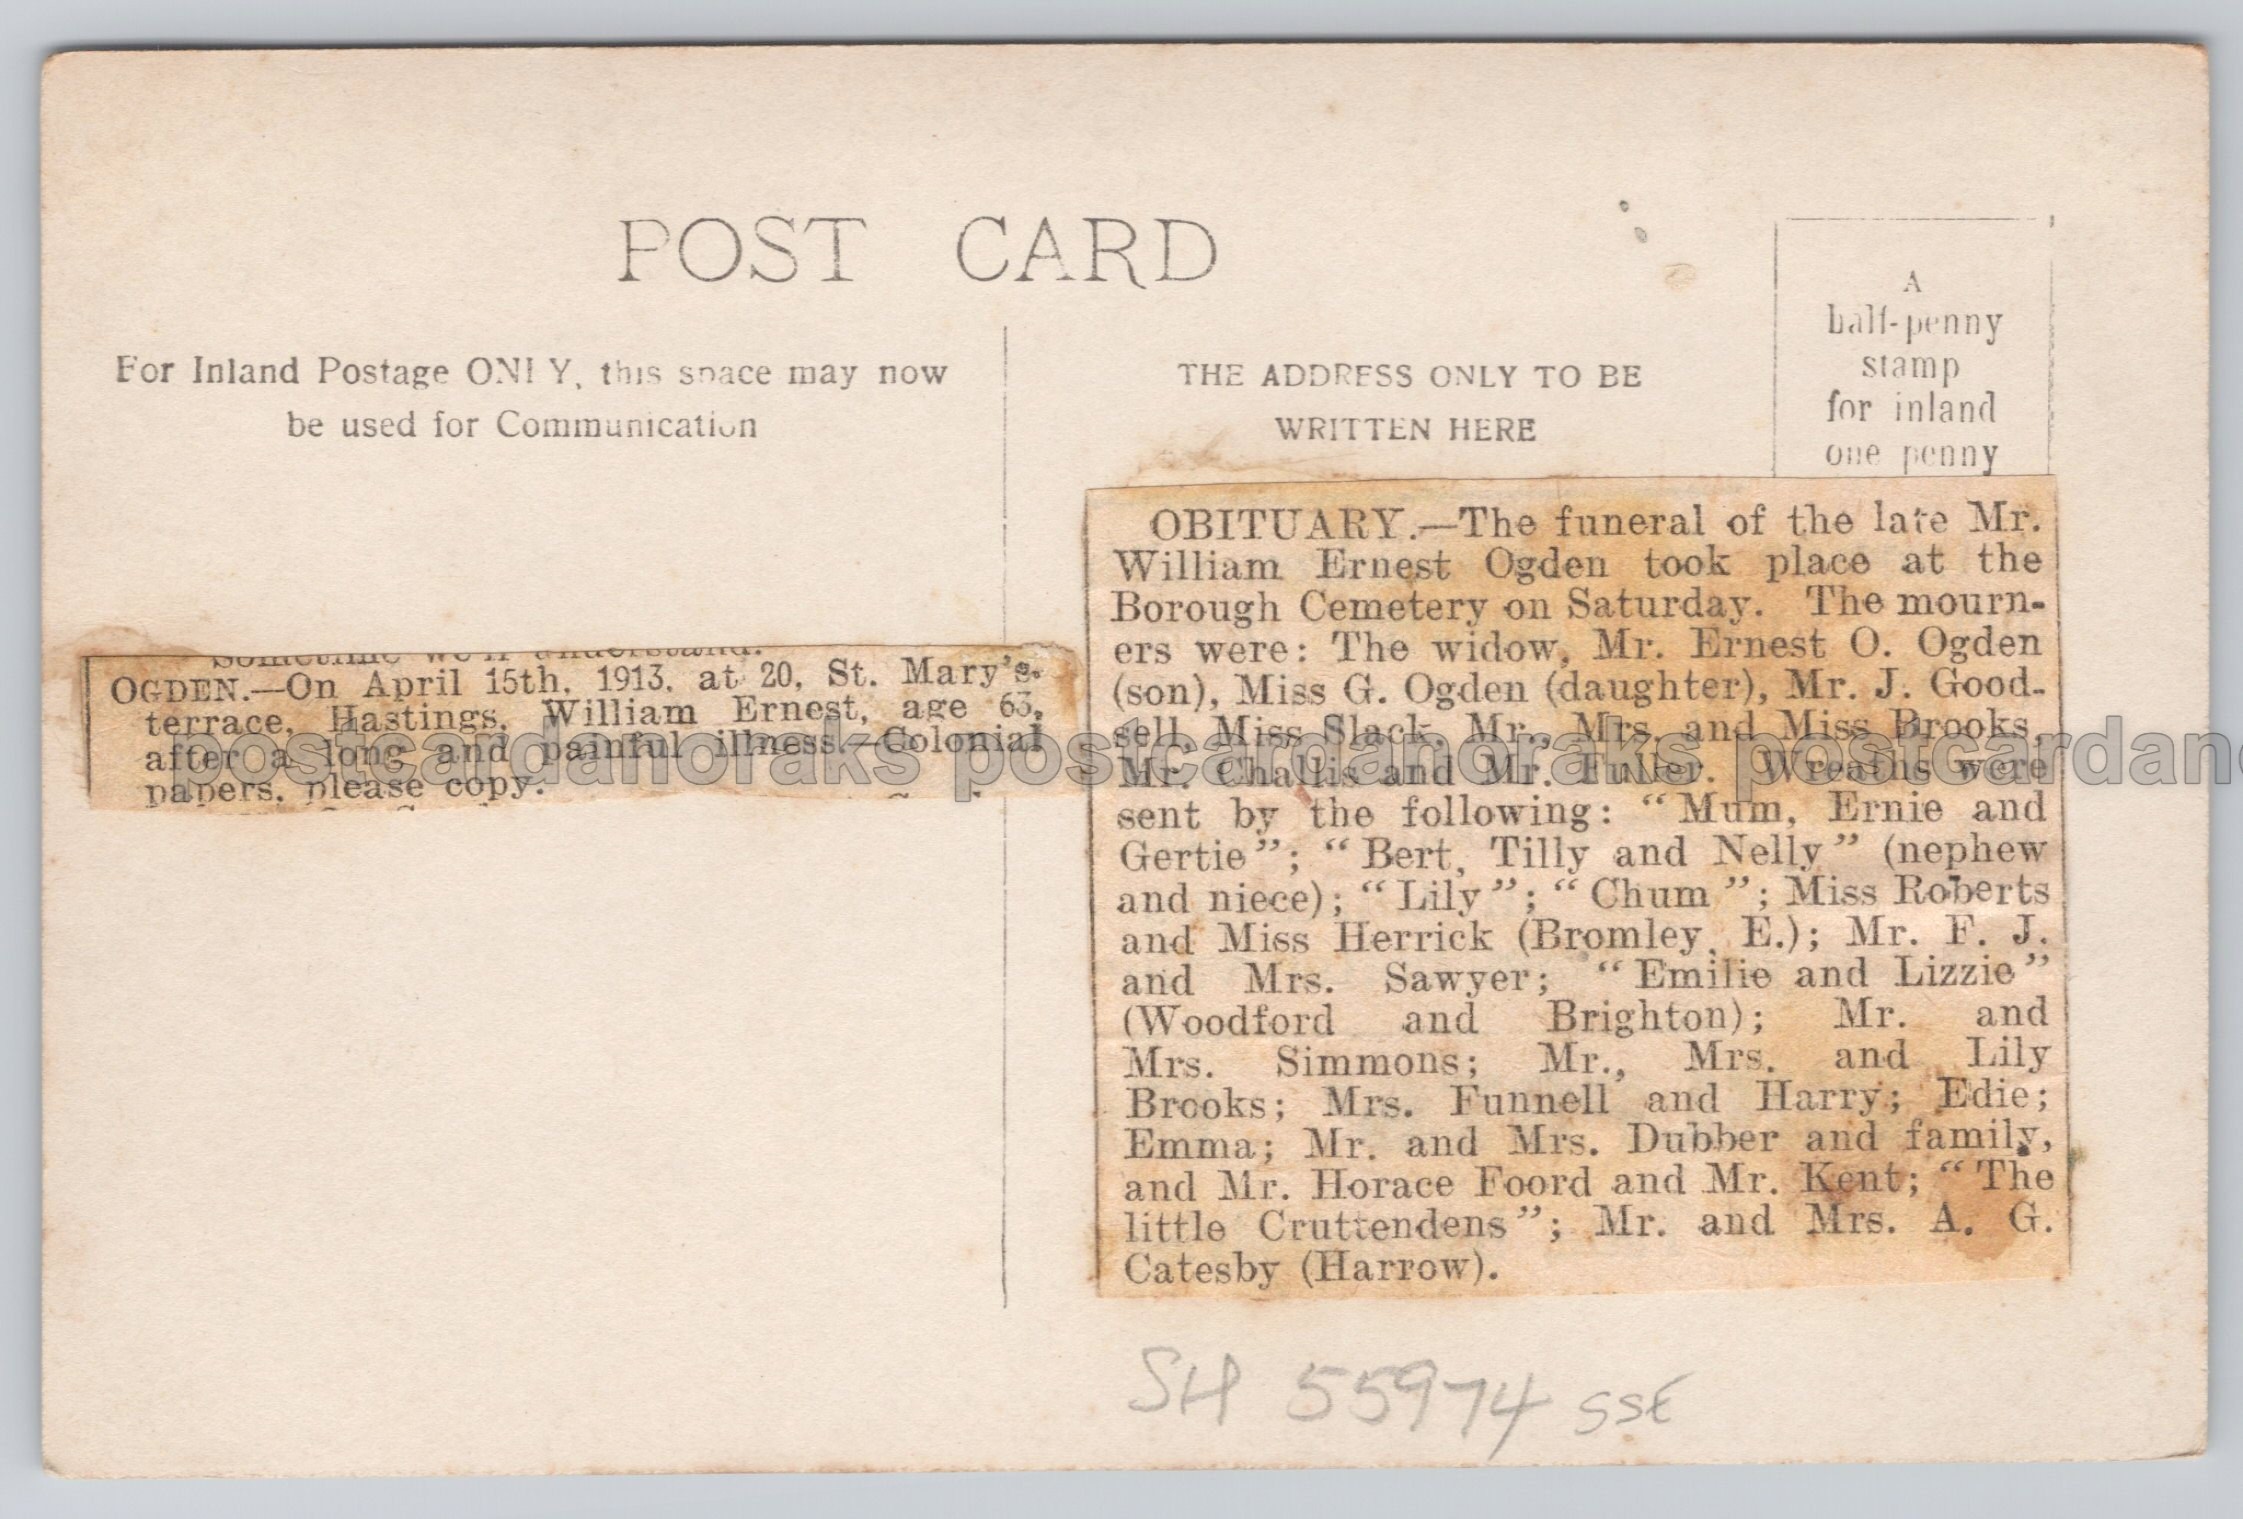 POST CARD
For Inland Postage ONLY, this space may now
be used for Communication
THE ADDRESS ONLY TO BE
WRITTEN HERE
A
half-penny
stamp
for inland
one penny
Sometime we'll understand.
OGDEN.—On April 15th, 1913, at 20, St. Mary's-
terrace, Hastings, William Ernest, age 63,
after a long and painful illness.—Colonial
papers, please copy.
OBITUARY.—The funeral of the late Mr.
William Ernest Ogden took place at the
Borough Cemetery on Saturday. The mourn-
ers were: The widow, Mr. Ernest O. Ogden
(son), Miss G. Ogden (daughter), Mr. J. Good-
sell, Miss Slack, Mr., Mrs. and Miss Brooks,
Mr. Challis and Mr. Fuller. Wreaths were
sent by the following: "Mum, Ernie and
Gertie"; "Bert, Tilly and Nelly" (nephew
and niece); "Lily"; "Chum"; Miss Roberts
and Miss Herrick (Bromley, E.); Mr. F. J.
and Mrs. Sawyer; "Emilie and Lizzie"
(Woodford and Brighton); Mr. and
Mrs. Simmons; Mr., Mrs. and Lily
Brooks; Mrs. Funnell and Harry; Edie;
Emma; Mr. and Mrs. Dubber and family,
and Mr. Horace Foord and Mr. Kent; "The
little Cruttendens"; Mr. and Mrs. A. G.
Catesby (Harrow).
postcardanoraks postcardanoraks postcardano
SH 55974 SSE